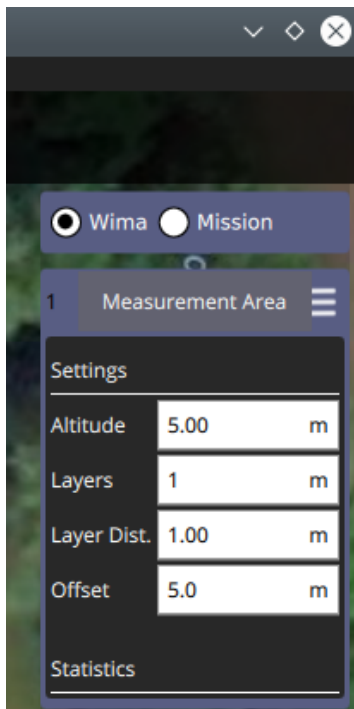 Wima Mission
1 Measurement Area
Settings
Altitude 5.00 m
Layers 1 m
Layer Dist. 1.00 m
Offset 5.0 m
Statistics